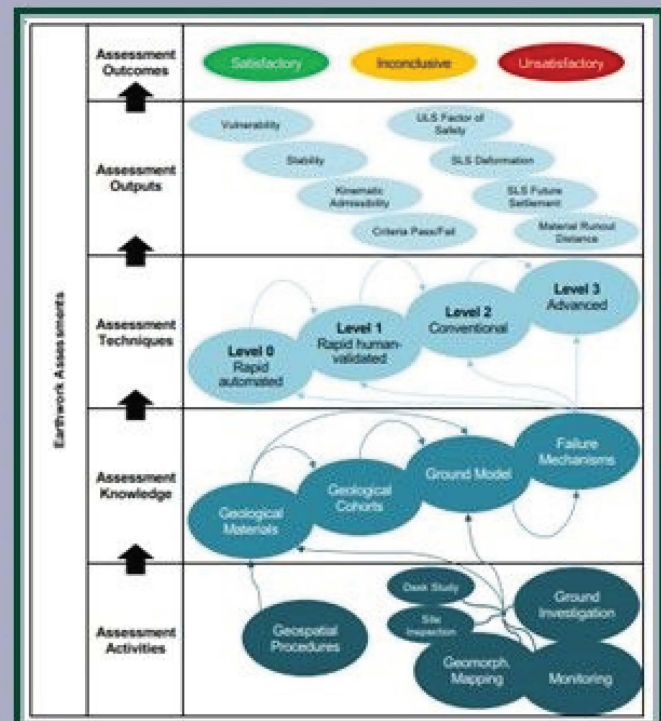 Earthwork Assessments
Assessment
Outcomes
Satisfactory
Inconclusive
Unsatisfactory
Assessment
Outputs
Vulnerability
Stability
Kinematic
Admissibility
Criteria Pass/Fail
ULS Factor of
Safety
SLS Deformation
SLS Future
Settlement
Material Runout
Distance
Assessment
Techniques
Level 0
Rapid
automated
Level 1
Rapid human-
validated
Level 2
Conventional
Level 3
Advanced
Assessment
Knowledge
Geological
Materials
Geological
Cohorts
Ground Model
Failure
Mechanisms
Assessment
Activities
Geospatial
Procedures
Desk Study
Site
Inspection
Geomorph.
Mapping
Ground
Investigation
Monitoring